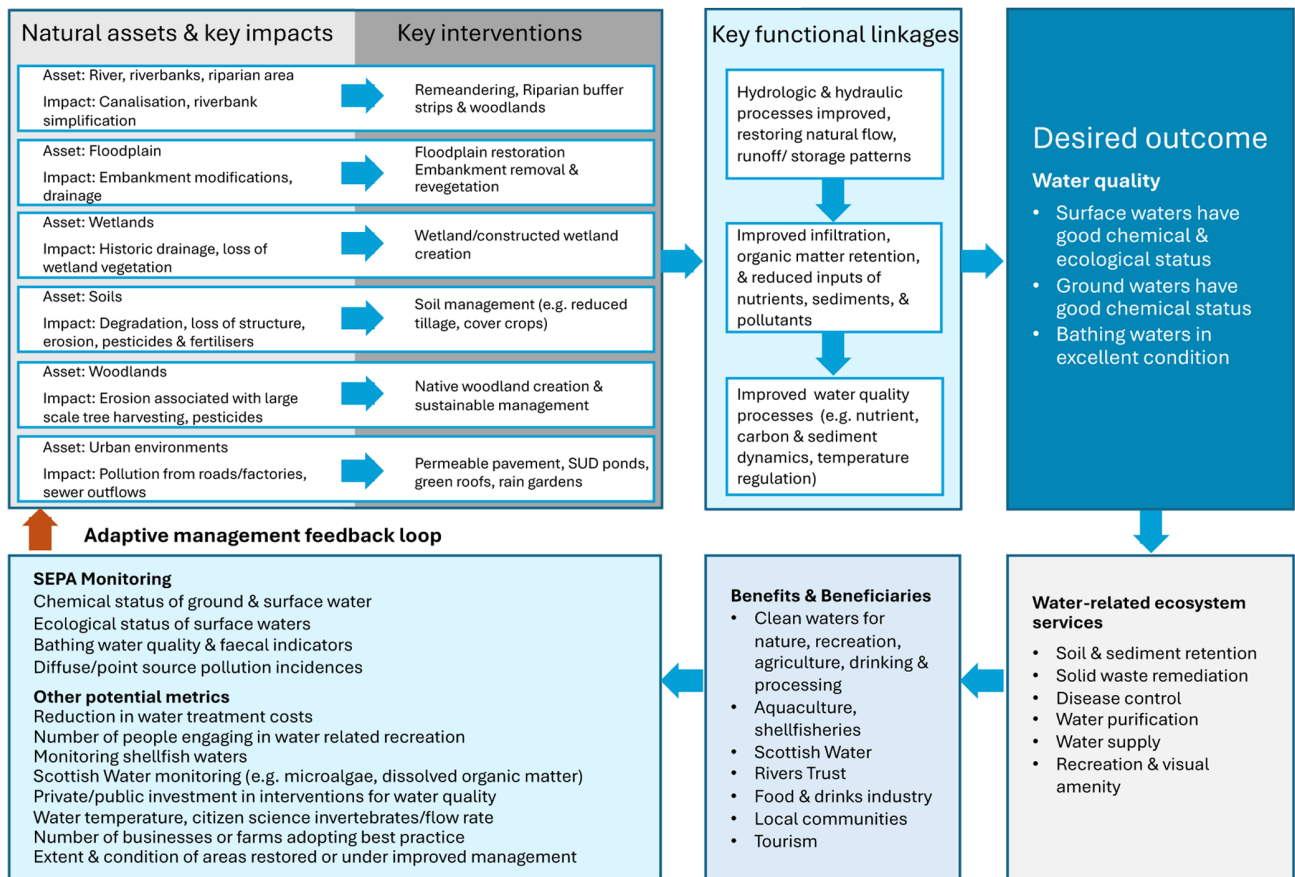 Natural assets & key impacts
Key interventions
Asset: River, riverbanks, riparian area
Impact: Canalisation, riverbank
simplification
Remeandering, Riparian buffer
strips & woodlands
Asset: Floodplain
Impact: Embankment modifications,
drainage
Floodplain restoration
Embankment removal &
revegetation
Asset: Wetlands
Impact: Historic drainage, loss of
wetland vegetation
Wetland/constructed wetland
creation
Asset: Soils
Impact: Degradation, loss of structure,
erosion, pesticides & fertilisers
Soil management (e.g. reduced
tillage, cover crops)
Asset: Woodlands
Impact: Erosion associated with large
scale tree harvesting, pesticides
Native woodland creation &
sustainable management
Asset: Urban environments
Impact: Pollution from roads/factories,
sewer outflows
Permeable pavement, SUD ponds,
green roofs, rain gardens
Key functional linkages
Hydrologic & hydraulic
processes improved,
restoring natural flow,
runoff/ storage patterns
Improved infiltration,
organic matter retention,
& reduced inputs of
nutrients, sediments, &
pollutants
Improved water quality
processes (e.g. nutrient,
carbon & sediment
dynamics, temperature
regulation)
Desired outcome
Water quality
• Surface waters have
good chemical &
ecological status
• Ground waters have
good chemical status
• Bathing waters in
excellent condition
Water-related ecosystem
services
• Soil & sediment retention
• Solid waste remediation
• Disease control
• Water purification
• Water supply
• Recreation & visual
amenity
Benefits & Beneficiaries
• Clean waters for
nature, recreation,
agriculture, drinking &
processing
• Aquaculture,
shellfisheries
• Scottish Water
• Rivers Trust
• Food & drinks industry
• Local communities
• Tourism
Adaptive management feedback loop
SEPA Monitoring
Chemical status of ground & surface water
Ecological status of surface waters
Bathing water quality & faecal indicators
Diffuse/point source pollution incidences
Other potential metrics
Reduction in water treatment costs
Number of people engaging in water related recreation
Monitoring shellfish waters
Scottish Water monitoring (e.g. microalgae, dissolved organic matter)
Private/public investment in interventions for water quality
Water temperature, citizen science invertebrates/flow rate
Number of businesses or farms adopting best practice
Extent & condition of areas restored or under improved management